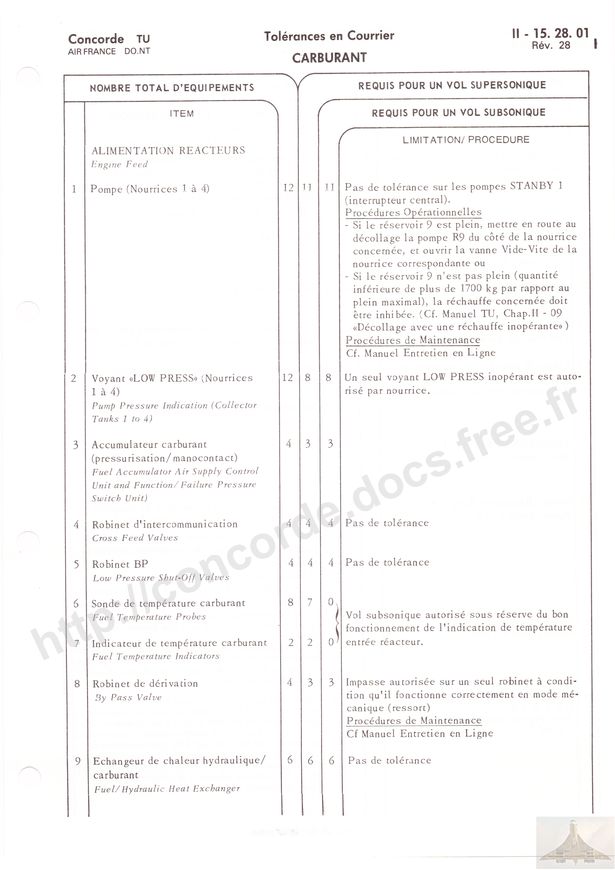 Concorde TU
AIR FRANCE DO.NT
Tolérances en Courrier
CARBURANT
II - 15. 28. 01
Rév. 28
NOMBRE TOTAL D'EQUIPEMENTS
REQUIS POUR UN VOL SUPERSONIQUE
REQUIS POUR UN VOL SUBSONIQUE
ITEM
LIMITATION/ PROCEDURE
ALIMENTATION REACTEURS
Engine Feed
1 Pompe (Nourrices 1 à 4) 12 11 11 Pas de tolérance sur les pompes STANBY 1
(interrupteur central).
Procédures Opérationnelles
- Si le réservoir 9 est plein, mettre en route au
décollage la pompe R9 du côté de la nourrice
concernée, et ouvrir la vanne Vide-Vite de la
nourrice correspondante ou
- Si le réservoir 9 n'est pas plein (quantité
inférieure de plus de 1700 kg par rapport au
plein maximal), la réchauffe concernée doit
être inhibée. (Cf. Manuel TU, Chap.II - 09
«Décollage avec une réchauffe inopérante»)
Procédures de Maintenance
Cf. Manuel Entretien en Ligne
2 Voyant «LOW PRESS» (Nourrices 12 8 8 Un seul voyant LOW PRESS inopérant est auto-
1 à 4) risé par nourrice.
Pump Pressure Indication (Collector
Tanks 1 to 4)
3 Accumulateur carburant 4 3 3
(pressurisation/manocontact)
Fuel Accumulator Air Supply Control
Unit and Function/Failure Pressure
Switch Unit)
4 Robinet d'intercommunication 4 4 4 Pas de tolérance
Cross Feed Valves
5 Robinet BP 4 4 4 Pas de tolérance
Low Pressure Shut-Off Valves
6 Sonde de température carburant 8 7 0
Fuel Temperature Probes
Vol subsonique autorisé sous réserve du bon
fonctionnement de l'indication de température
entrée réacteur.
7 Indicateur de température carburant 2 2 0
Fuel Temperature Indicators
8 Robinet de dérivation 4 3 3 Impasse autorisée sur un seul robinet à condi-
By Pass Valve tion qu'il fonctionne correctement en mode mé-
canique (ressort)
Procédures de Maintenance
Cf Manuel Entretien en Ligne
9 Echangeur de chaleur hydraulique/ 6 6 6 Pas de tolérance
carburant
Fuel/Hydraulic Heat Exchanger
http://concorde.docs.free.fr